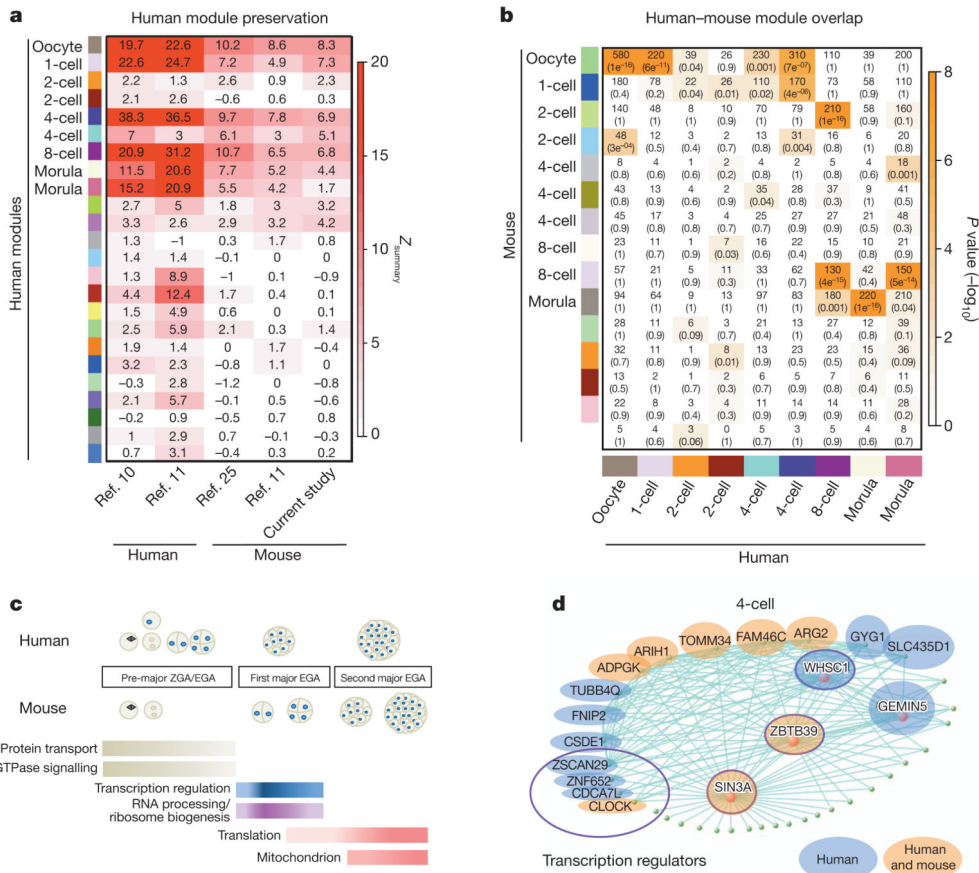 a
Human module preservation
Human modules
Oocyte 19.7 22.6 10.2 8.6 8.3
1-cell 22.6 24.7 7.2 4.9 7.3
2-cell 2.2 1.3 2.6 0.9 2.3
2-cell 2.1 2.6 −0.6 0.6 0.3
4-cell 38.3 36.5 9.7 7.8 6.9
4-cell 7 3 6.1 3 5.1
8-cell 20.9 31.2 10.7 6.5 6.8
Morula 11.5 20.6 7.7 5.2 4.4
Morula 15.2 20.9 5.5 4.2 1.7
2.7 5 1.8 3 3.2
3.3 2.6 2.9 3.2 4.2
1.3 −1 0.3 1.7 0.8
1.4 1.4 −0.1 0 0
1.3 8.9 −1 0.1 −0.9
4.4 12.4 1.7 0.4 0.1
1.5 4.9 0.6 0 0.1
2.5 5.9 2.1 0.3 1.4
1.9 1.4 0 1.7 −0.4
3.2 2.3 −0.8 1.1 0
−0.3 2.8 −1.2 0 −0.8
2.1 5.7 −0.1 0.5 −0.6
−0.2 0.9 −0.5 0.7 0.8
1 2.9 0.7 −0.1 −0.3
0.7 3.1 −0.4 0.3 0.2
Ref. 10 Ref. 11 Ref. 25 Ref. 11 Current study
Human Mouse
20
15
10
5
0
Zsummary
b
Human–mouse module overlap
Mouse
Oocyte 580 220 39 26 230 310 110 39 200
(1e−16) (6e−11) (0.04) (0.9) (0.001) (7e−07) (1) (1) (1)
1-cell 180 78 22 26 110 170 73 58 110
(0.4) (0.2) (0.04) (0.01) (0.02) (4e−06) (1) (0.9) (1)
2-cell 140 48 8 10 70 79 210 58 160
(1) (1) (1) (1) (1) (1) (1e−16) (0.9) (0.1)
2-cell 48 12 3 2 13 31 16 6 20
(3e−04) (0.5) (0.4) (0.7) (0.8) (0.004) (1) (1) (0.8)
4-cell 8 4 1 2 4 5 5 4 18
(0.8) (0.6) (0.6) (0.2) (0.8) (1) (0.8) (0.6) (0.001)
4-cell 43 13 4 2 35 28 37 9 41
(0.8) (0.9) (0.6) (0.9) (0.04) (0.8) (0.3) (1) (0.5)
4-cell 45 17 3 4 25 27 27 21 48
(0.9) (0.8) (0.8) (0.7) (0.7) (0.9) (0.9) (0.5) (0.3)
8-cell 23 11 1 7 16 22 15 10 21
(1) (0.7) (0.9) (0.03) (0.6) (0.4) (0.9) (0.8) (0.9)
8-cell 57 21 5 11 33 62 130 42 150
(1) (1) (0.9) (0.3) (1) (0.7) (4e−15) (0.4) (5e−14)
Morula 94 64 9 13 97 83 180 220 210
(1) (1) (1) (1) (1) (1) (0.001) (1e−16) (0.04)
28 11 6 3 21 13 27 12 39
(1) (0.9) (0.09) (0.7) (0.4) (1) (0.4) (0.8) (0.1)
32 11 1 8 13 23 23 15 36
(0.7) (0.8) (0.9) (0.01) (0.9) (0.5) (0.5) (0.4) (0.09)
13 2 1 2 6 5 7 6 11
(0.5) (1) (0.7) (0.3) (0.7) (0.9) (0.8) (0.4) (0.5)
22 8 3 4 11 14 14 11 28
(0.9) (0.9) (0.4) (0.3) (0.9) (0.9) (0.9) (0.6) (0.2)
5 4 3 0 3 3 2 4 8
(1) (0.6) (0.06) (1) (0.7) (1) (0.9) (0.6) (0.7)
Oocyte 1-cell 2-cell 2-cell 4-cell 4-cell 8-cell Morula Morula
Human
8
6
4
2
0
P value (−log10)
c
Human
Pre-major ZGA/EGA First major EGA Second major EGA
Mouse
Protein transport
GTPase signalling
Transcription regulation
RNA processing/
ribosome biogenesis
Translation
Mitochondrion
d
4-cell
ARG2
FAM46C
GYG1
TOMM34
SLC435D1
ARIH1
WHSC1
ADPGK
TUBB4Q
GEMIN5
FNIP2
ZBTB39
CSDE1
ZSCAN29
ZNF652
SIN3A
CDCA7L
CLOCK
Transcription regulators
Human
Human
and mouse